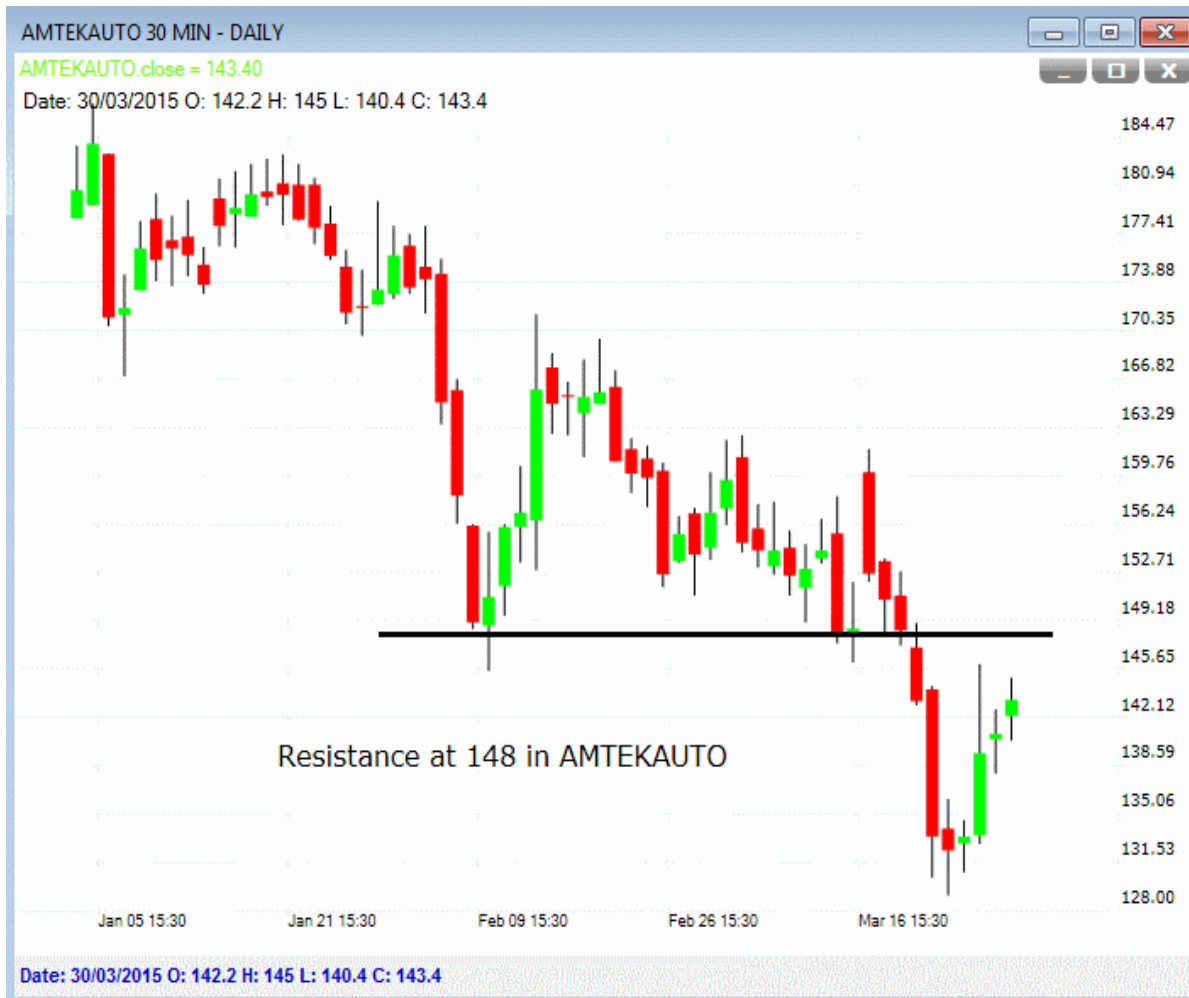 AMTEKAUTO 30 MIN - DAILY
AMTEKAUTO.close = 143.40
Date: 30/03/2015 O: 142.2 H: 145 L: 140.4 C: 143.4
184.47
180.94
177.41
173.88
170.35
166.82
163.29
159.76
156.24
152.71
149.18
145.65
142.12
138.59
135.06
131.53
128.00
Resistance at 148 in AMTEKAUTO
Jan 05 15:30 Jan 21 15:30 Feb 09 15:30 Feb 26 15:30 Mar 16 15:30
Date: 30/03/2015 O: 142.2 H: 145 L: 140.4 C: 143.4